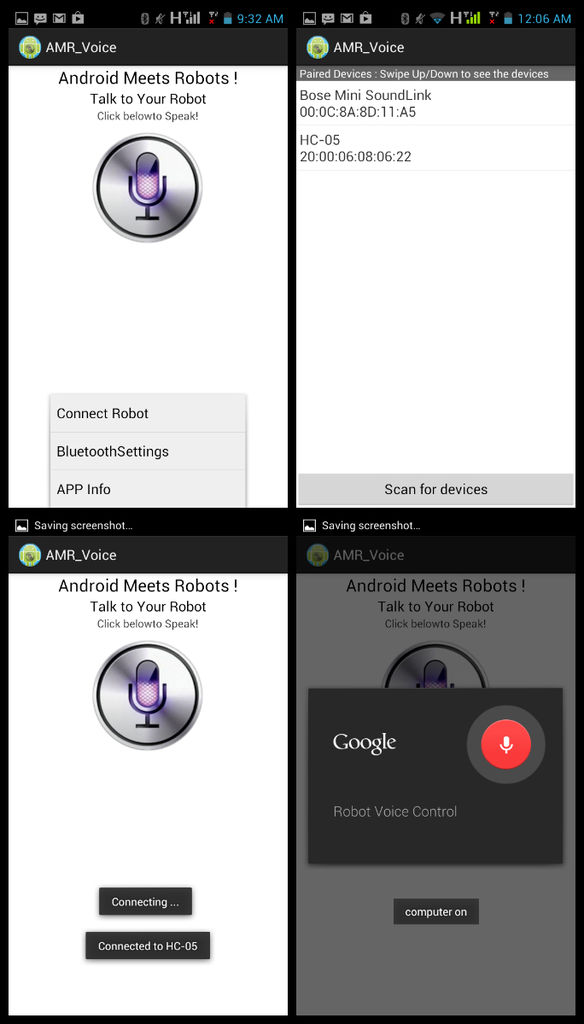 9:32 AM
AMR_Voice
Android Meets Robots !
Talk to Your Robot
Click belowto Speak!
Connect Robot
BluetoothSettings
APP Info
H
12:06 AM
AMR_Voice
Paired Devices : Swipe Up/Down to see the devices
Bose Mini SoundLink
00:0C:8A:8D:11:A5
HC-05
20:00:06:08:06:22
Scan for devices
Saving screenshot...
AMR_Voice
Android Meets Robots !
Talk to Your Robot
Click belowto Speak!
Connecting ...
Connected to HC-05
Saving screenshot...
AMR_Voice
Android Meets Robots !
Talk to Your Robot
Click belowto Speak!
Google
Robot Voice Control
computer on